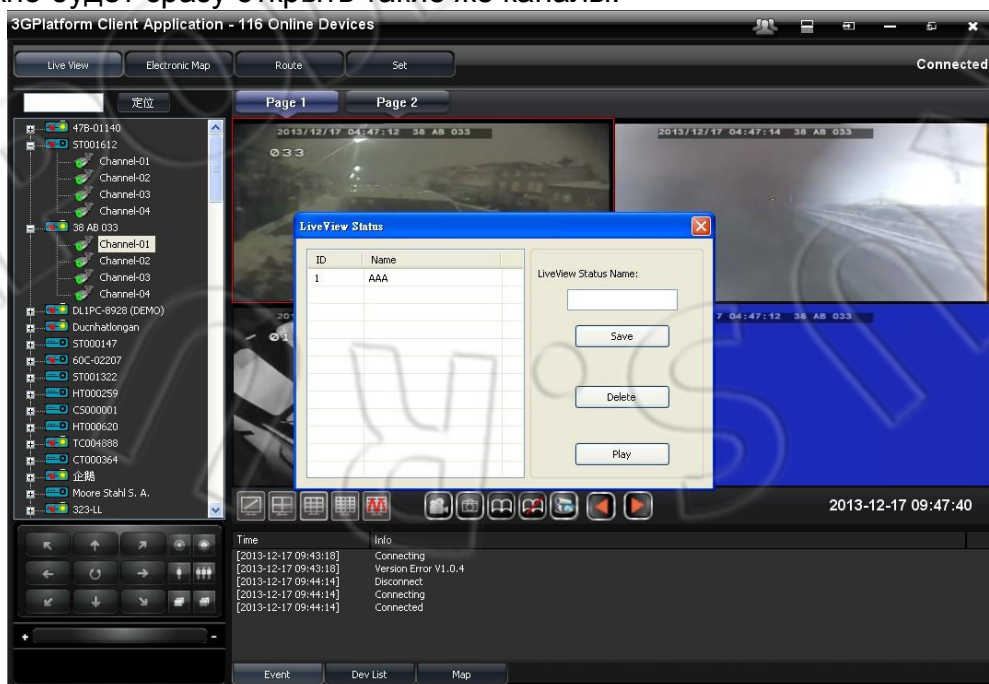 но будет сразу открыть такие же каналы.
3GPlatform Client Application - 116 Online Devices
Live View
Electronic Map
Route
Set
Connected
定位
Page 1
Page 2
47B-01140
ST001612
Channel-01
Channel-02
Channel-03
Channel-04
38 AB 033
Channel-01
Channel-02
Channel-03
Channel-04
DL1PC-8928 (DEMO)
Ducnhatlongan
ST000147
60C-02207
ST001322
HT000259
CS000001
HT000620
TC004888
CT000364
企鵝
Moore Stahl S. A.
323-LL
2013/12/17 04:47:12 38 AB 033
033
2013/12/17 04:47:14 38 AB 033
7 04:47:12 38 AB 033
LiveView Status
ID Name
1 AAA
LiveView Status Name:
Save
Delete
Play
2013-12-17 09:47:40
Time Info
[2013-12-17 09:43:18] Connecting
[2013-12-17 09:43:18] Version Error V1.0.4
[2013-12-17 09:44:14] Disconnect
[2013-12-17 09:44:14] Connecting
[2013-12-17 09:44:14] Connected
+ -
Event
Dev List
Map